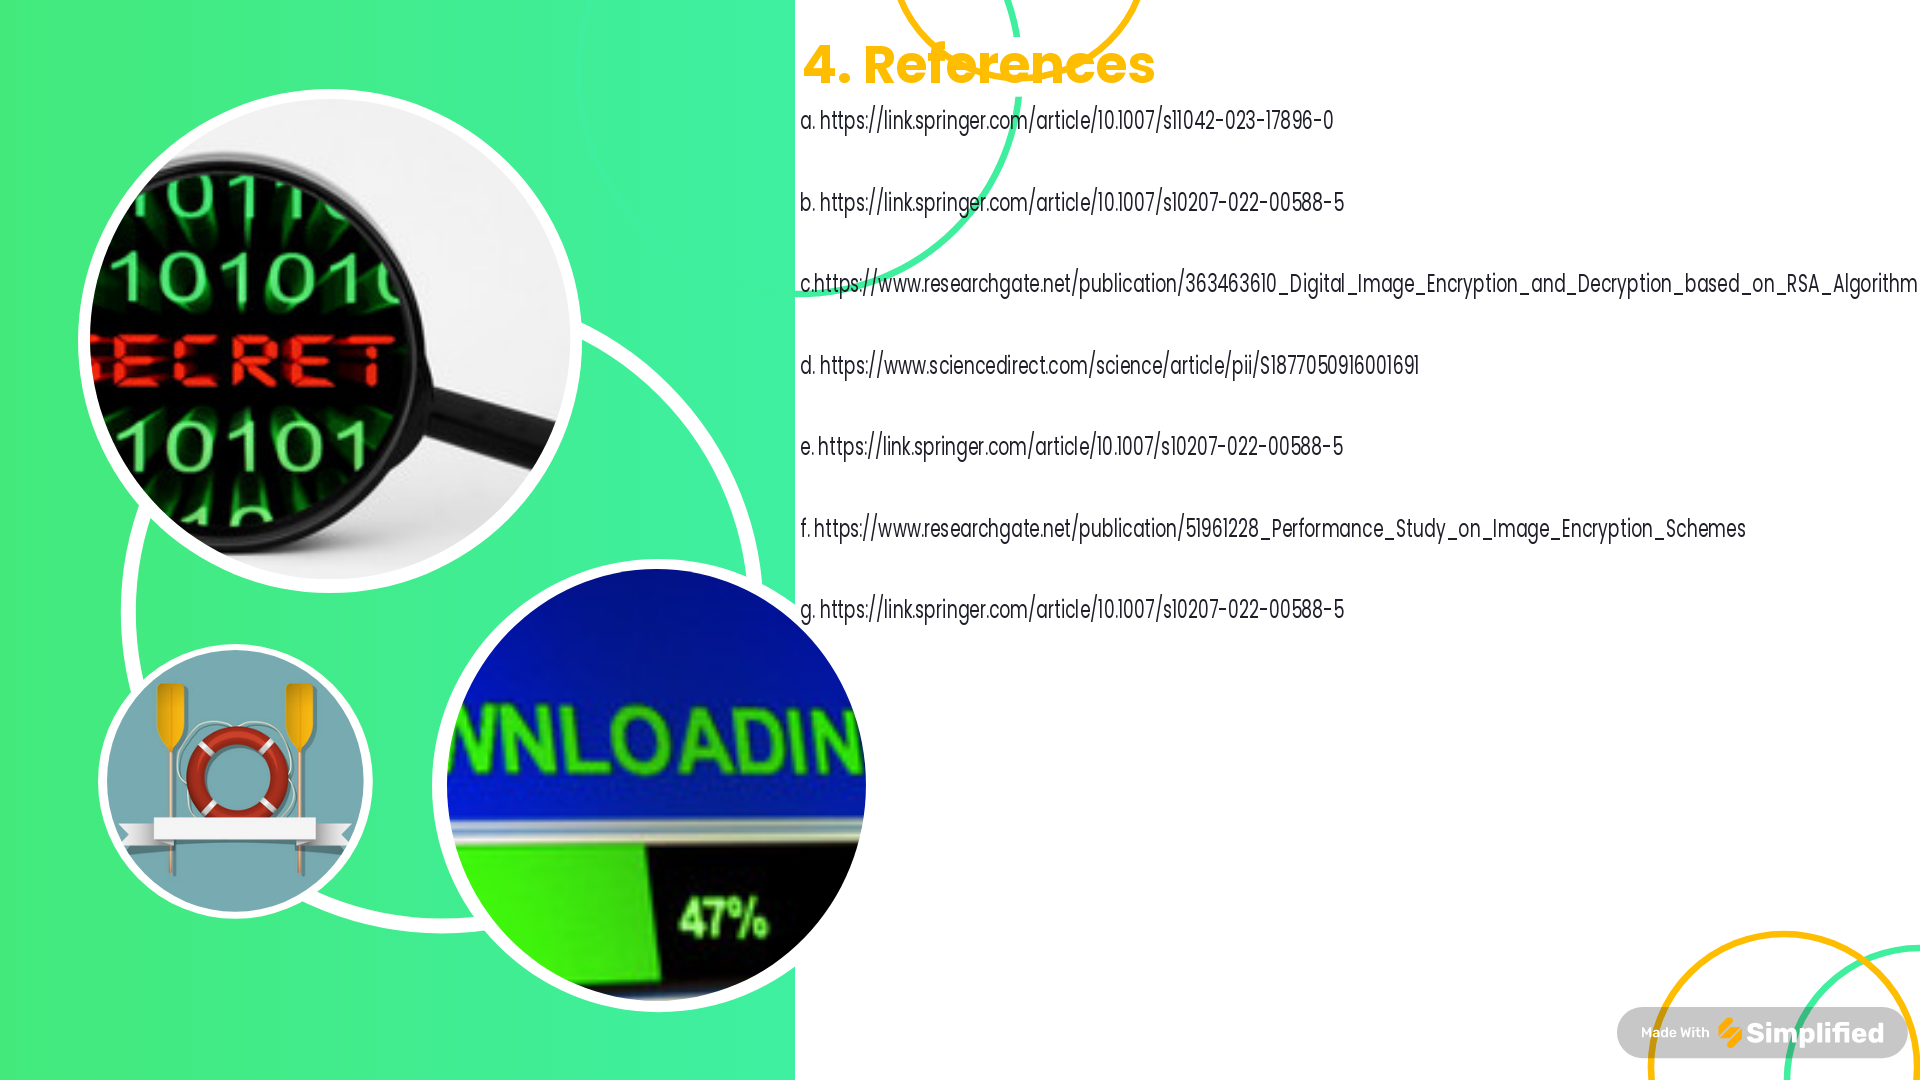 4. References
a. https://link.springer.com/article/10.1007/s11042-023-17896-0
b. https://link.springer.com/article/10.1007/s10207-022-00588-5
c.https://www.researchgate.net/publication/363463610_Digital_Image_Encryption_and_Decryption_based_on_RSA_Algorithm
d. https://www.sciencedirect.com/science/article/pii/S1877050916001691
e. https://link.springer.com/article/10.1007/s10207-022-00588-5
f. https://www.researchgate.net/publication/51961228_Performance_Study_on_Image_Encryption_Schemes
g. https://link.springer.com/article/10.1007/s10207-022-00588-5
1011
101010
ECRET
10101
10
WNLOADIN
47%
Made With Simplified